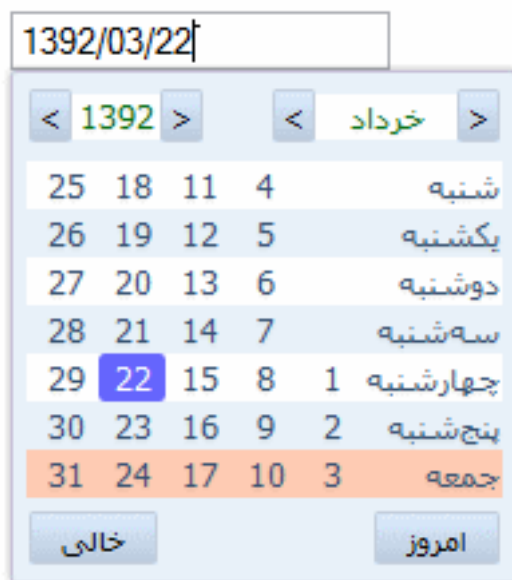 1392/03/22
< خرداد > < 1392 >
شنبه 4 11 18 25
یکشنبه 5 12 19 26
دوشنبه 6 13 20 27
سه‌شنبه 7 14 21 28
چهارشنبه 1 8 15 22 29
پنج‌شنبه 2 9 16 23 30
جمعه 3 10 17 24 31
امروز خالی